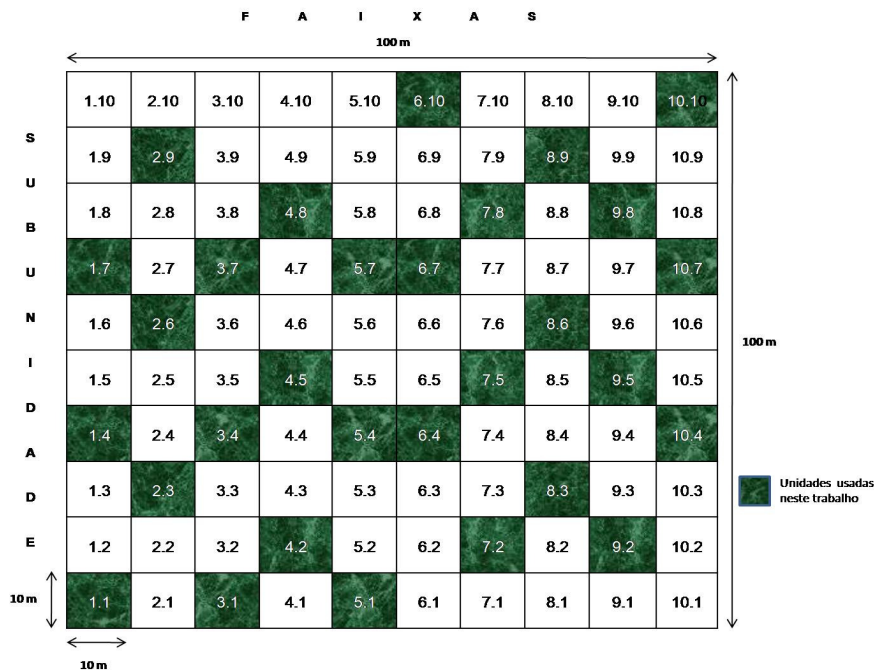 F A I X A S
100 m
1.10 2.10 3.10 4.10 5.10 6.10 7.10 8.10 9.10 10.10
1.9 2.9 3.9 4.9 5.9 6.9 7.9 8.9 9.9 10.9
1.8 2.8 3.8 4.8 5.8 6.8 7.8 8.8 9.8 10.8
1.7 2.7 3.7 4.7 5.7 6.7 7.7 8.7 9.7 10.7
1.6 2.6 3.6 4.6 5.6 6.6 7.6 8.6 9.6 10.6
1.5 2.5 3.5 4.5 5.5 6.5 7.5 8.5 9.5 10.5
1.4 2.4 3.4 4.4 5.4 6.4 7.4 8.4 9.4 10.4
1.3 2.3 3.3 4.3 5.3 6.3 7.3 8.3 9.3 10.3
1.2 2.2 3.2 4.2 5.2 6.2 7.2 8.2 9.2 10.2
1.1 2.1 3.1 4.1 5.1 6.1 7.1 8.1 9.1 10.1
S U B U N I D A D E
100 m
Unidades usadas
neste trabalho
10 m
10 m